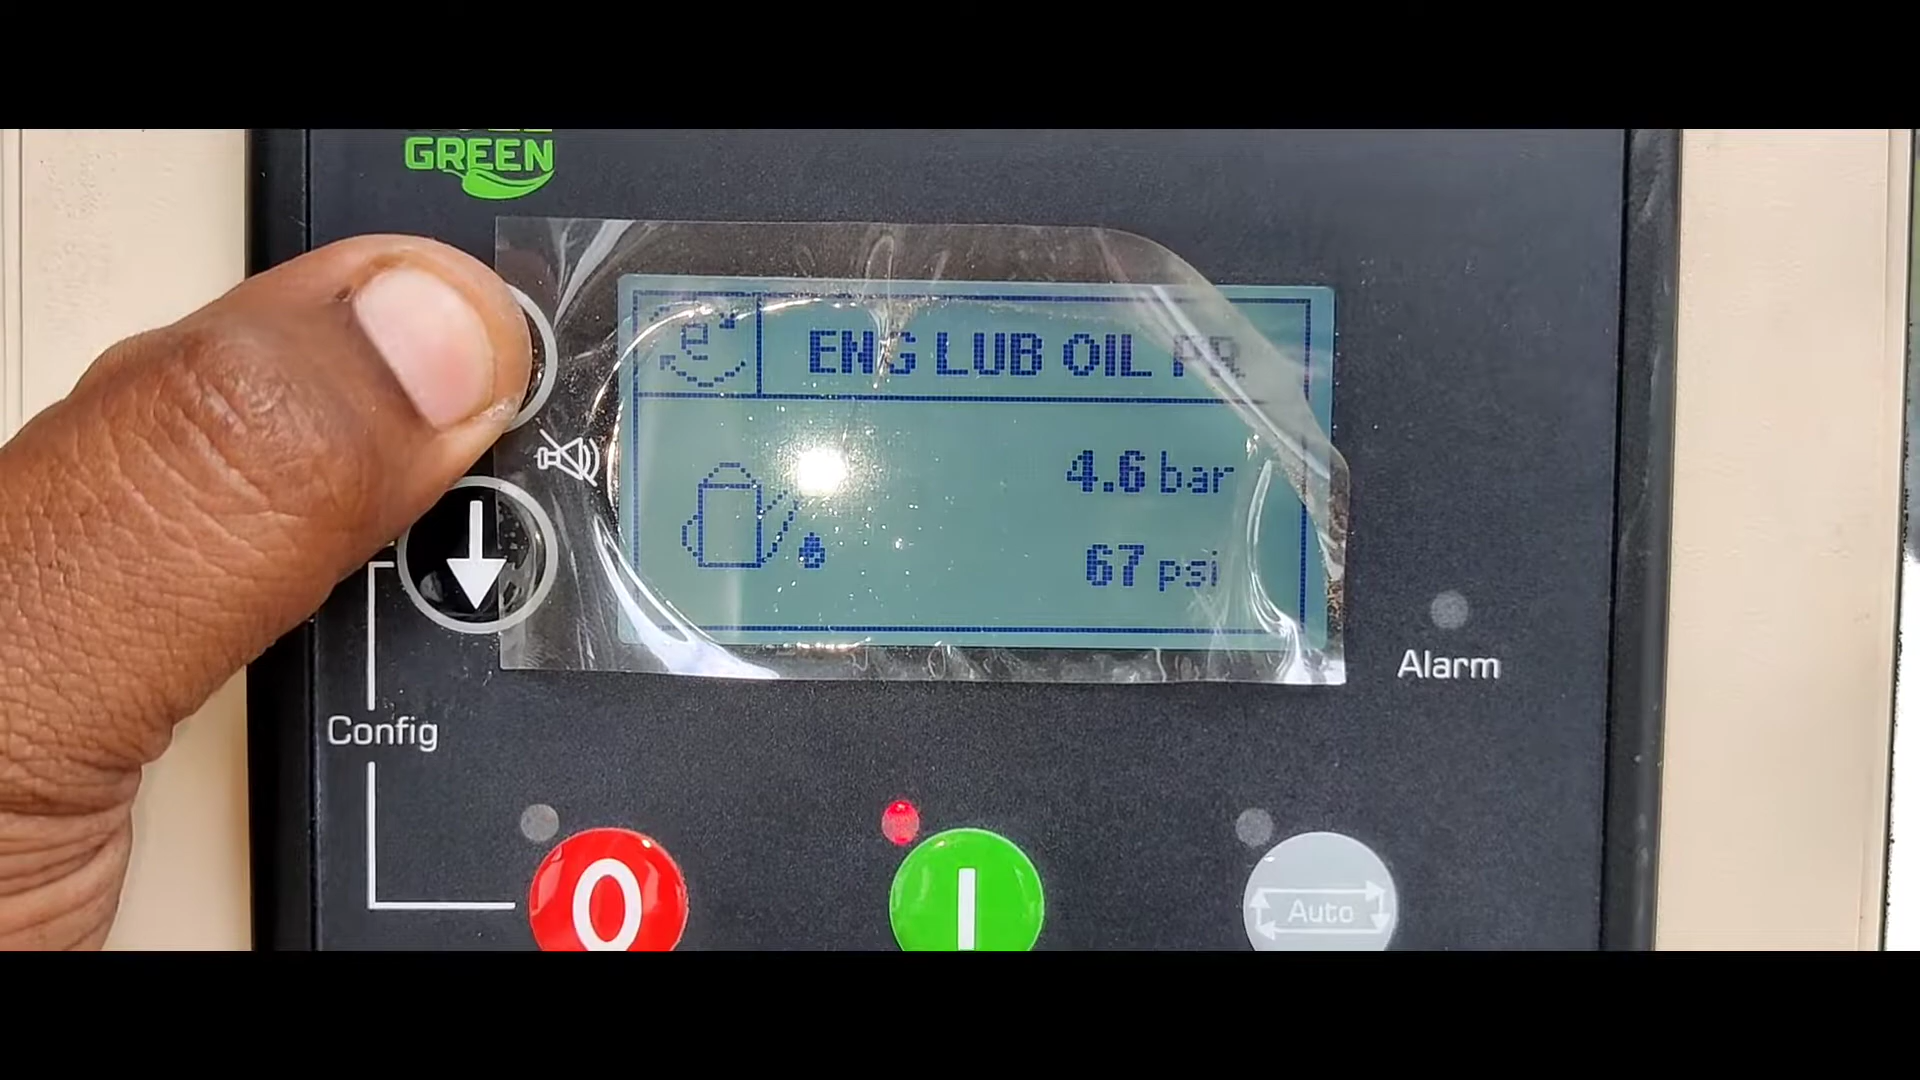 GREEN
e
ENG LUB OIL PR
4.6 bar
67 psi
Alarm
Config
O
I
Auto